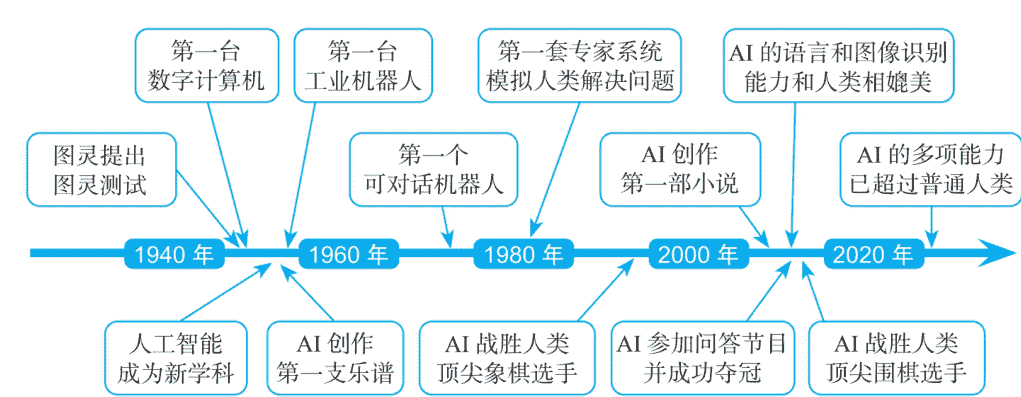 第一台
数字计算机
第一台
工业机器人
第一套专家系统
模拟人类解决问题
AI 的语言和图像识别
能力和人类相媲美
图灵提出
图灵测试
第一个
可对话机器人
AI 创作
第一部小说
AI 的多项能力
已超过普通人类
1940 年
1960 年
1980 年
2000 年
2020 年
人工智能
成为新学科
AI 创作
第一支乐谱
AI 战胜人类
顶尖象棋选手
AI 参加问答节目
并成功夺冠
AI 战胜人类
顶尖围棋选手